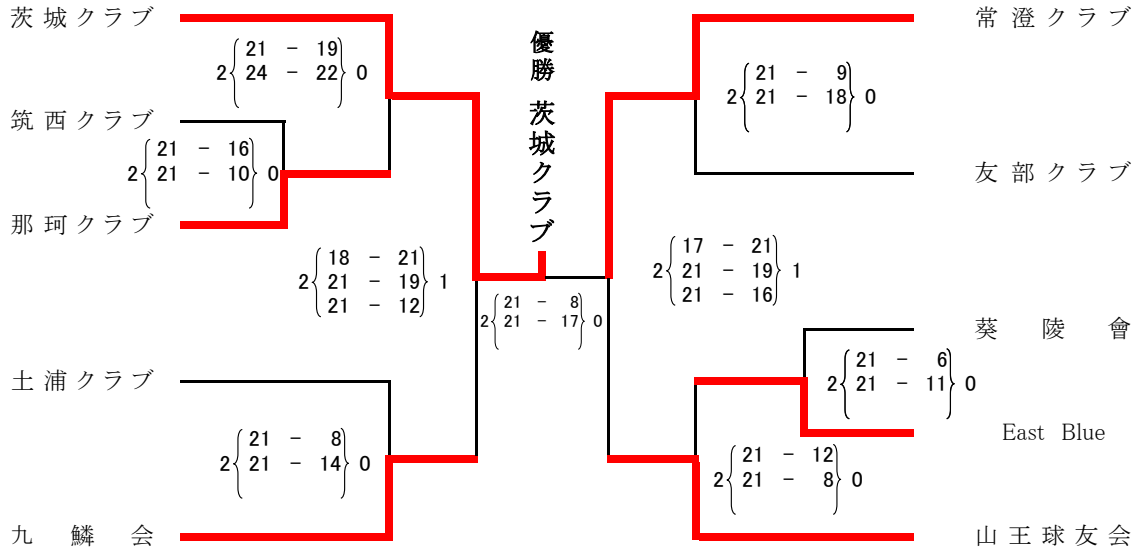 茨城クラブ
2 21 - 19 0
24 - 22
筑西クラブ
2 21 - 16 0
21 - 10
那珂クラブ
2 18 - 21 1
21 - 19
21 - 12
土浦クラブ
2 21 - 8 0
21 - 14
九鱗会
優勝 茨城クラブ
2 21 - 8 0
21 - 17
常澄クラブ
2 21 - 9 0
21 - 18
友部クラブ
2 17 - 21 1
21 - 19
21 - 16
葵陵會
2 21 - 6 0
21 - 11
East Blue
2 21 - 12 0
21 - 8
山王球友会